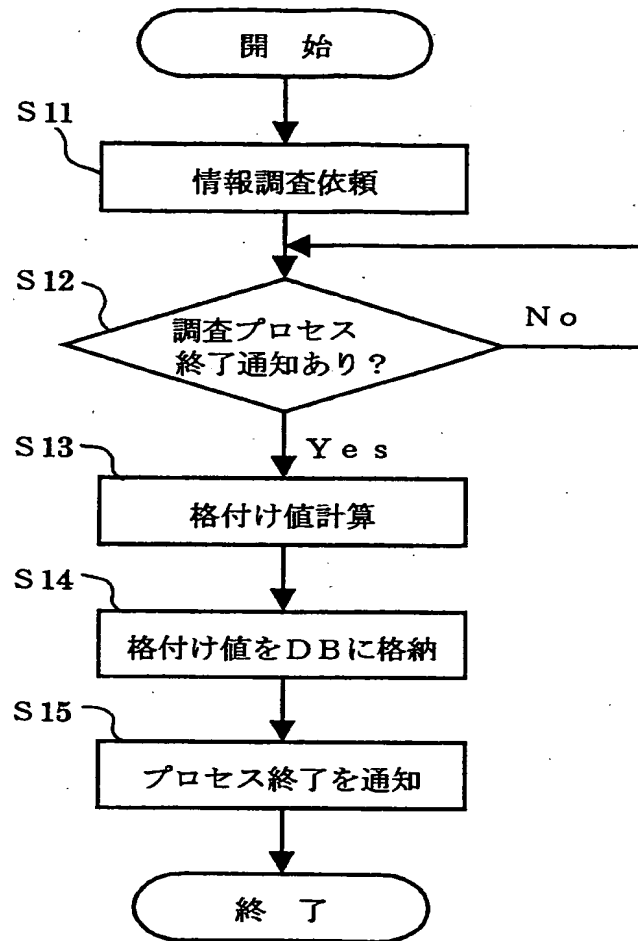 開 始
S11
情報調査依頼
S12
調査プロセス
終了通知あり?
No
Yes
S13
格付け値計算
S14
格付け値をDBに格納
S15
プロセス終了を通知
終 了